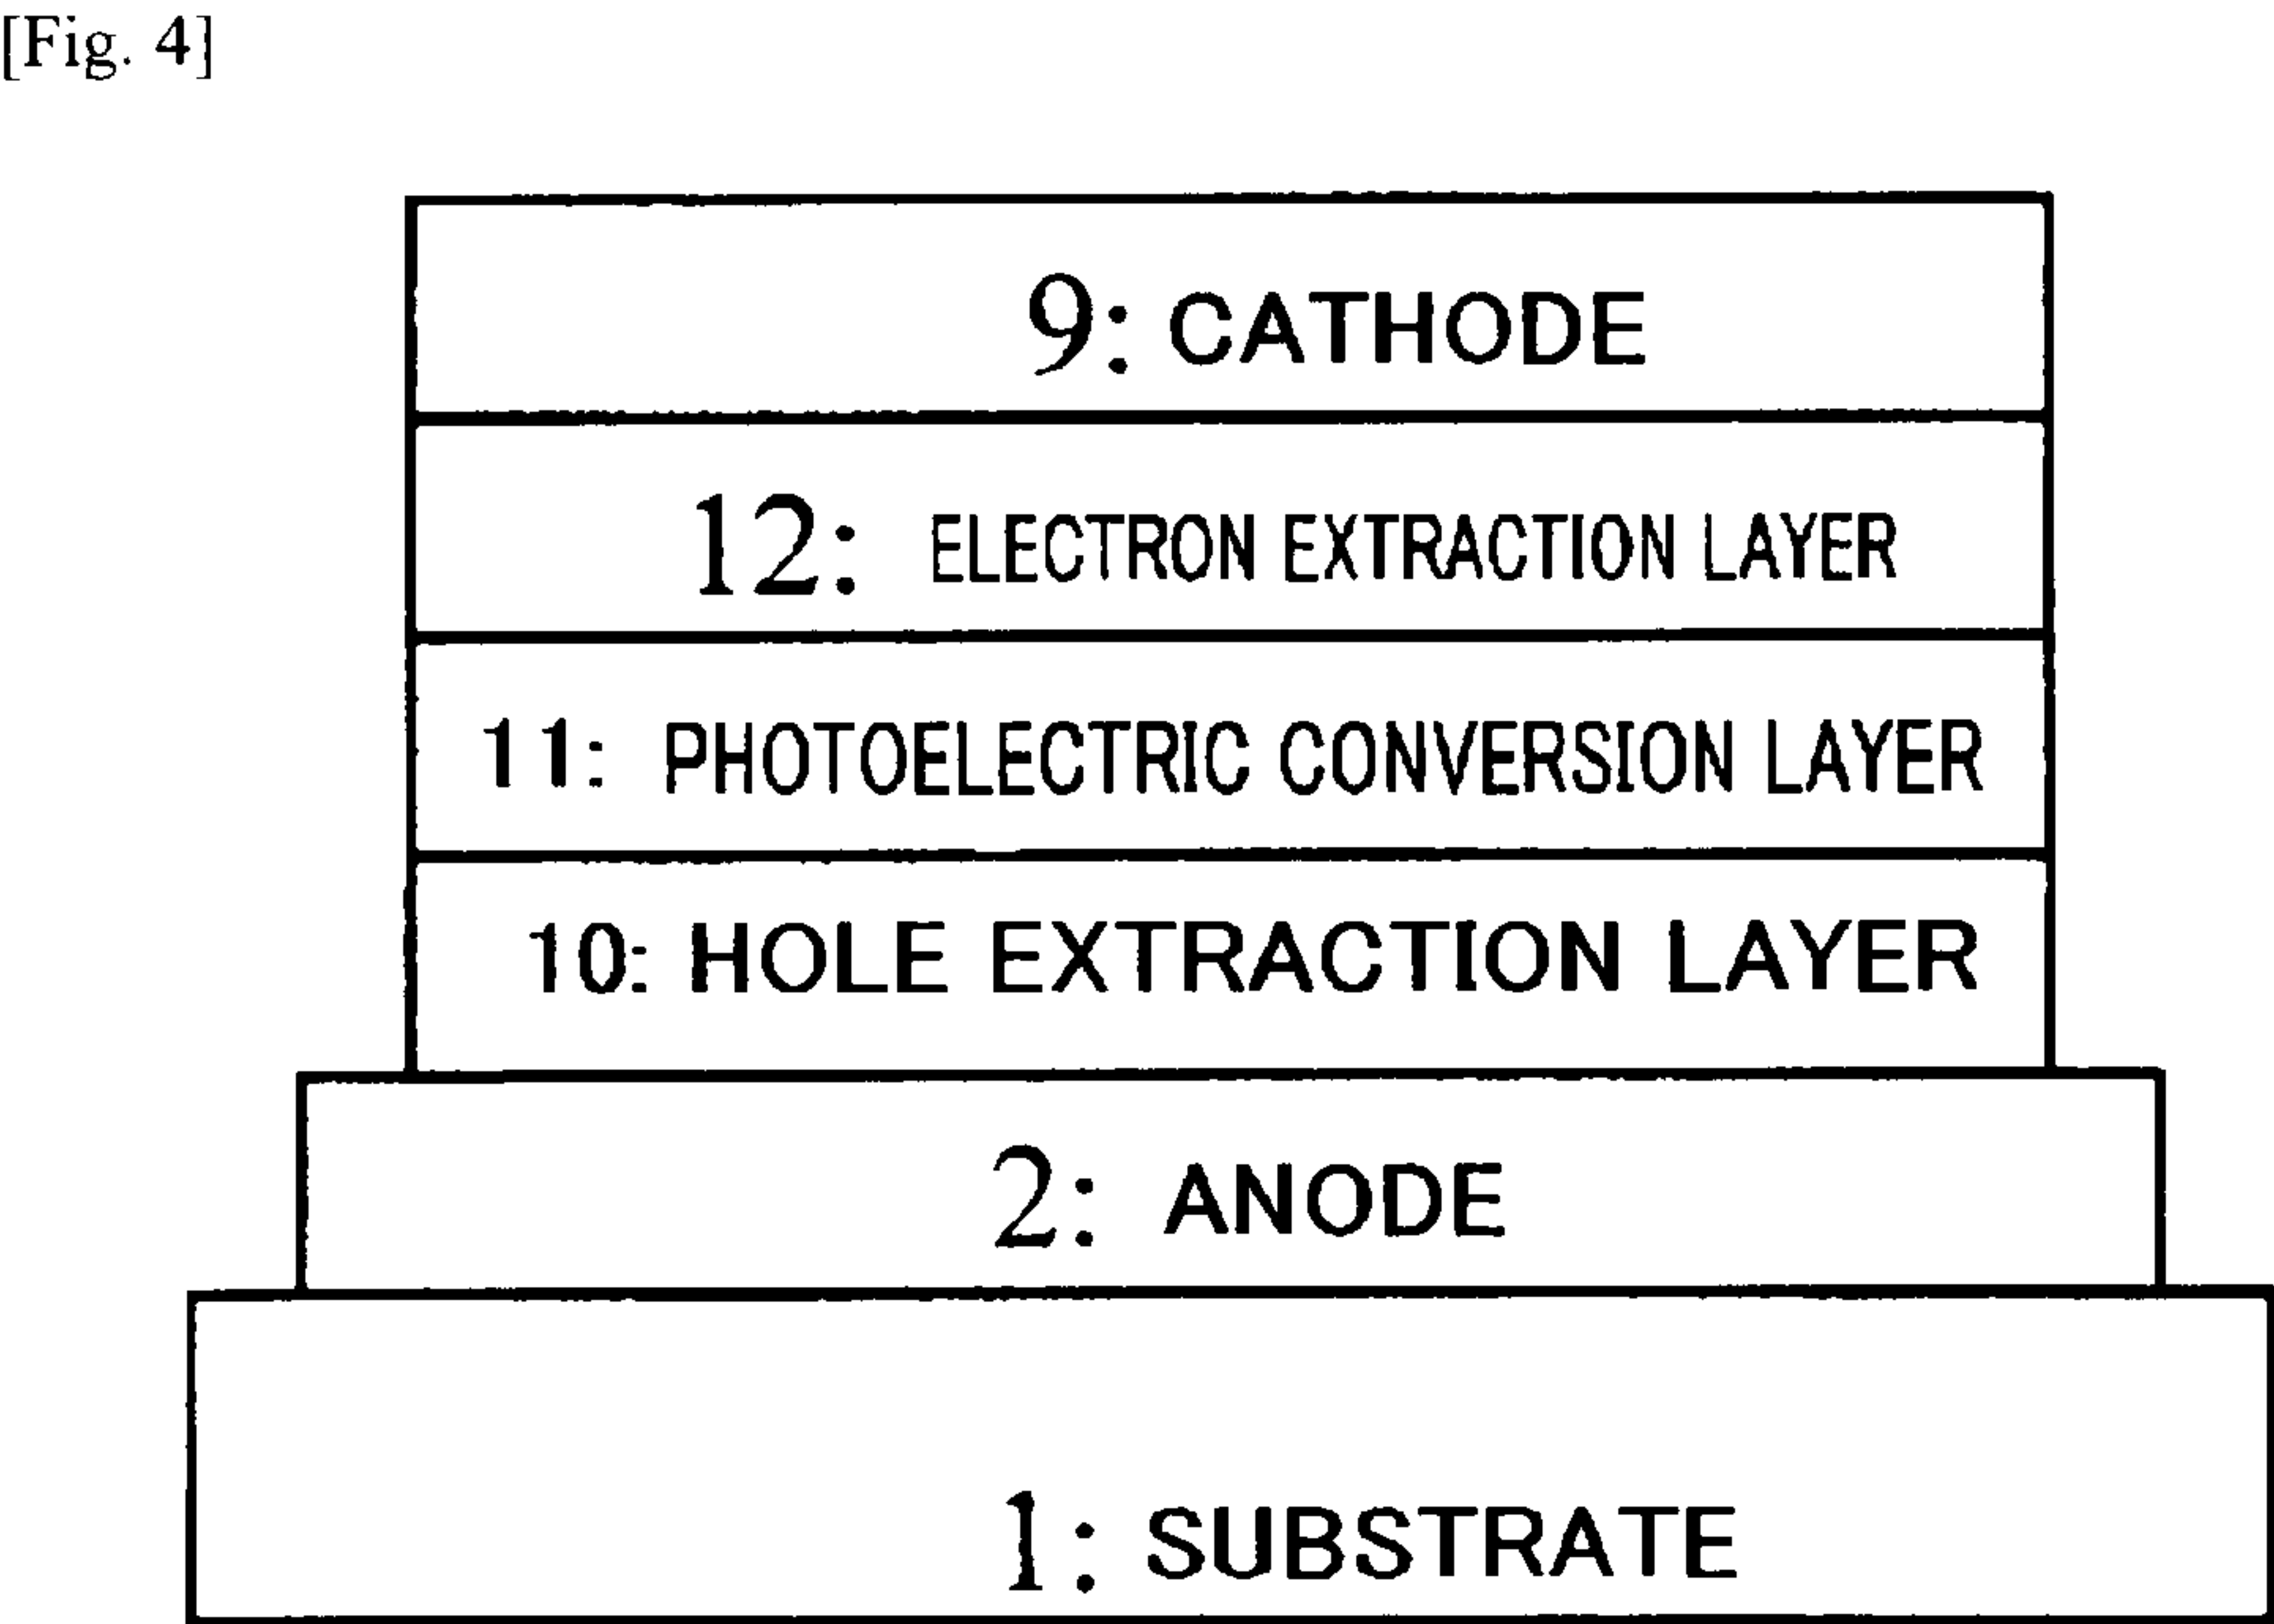 [Fig. 4]
9: CATHODE
12: ELECTRON EXTRACTION LAYER
11: PHOTOELECTRIC CONVERSION LAYER
10: HOLE EXTRACTION LAYER
2: ANODE
1: SUBSTRATE